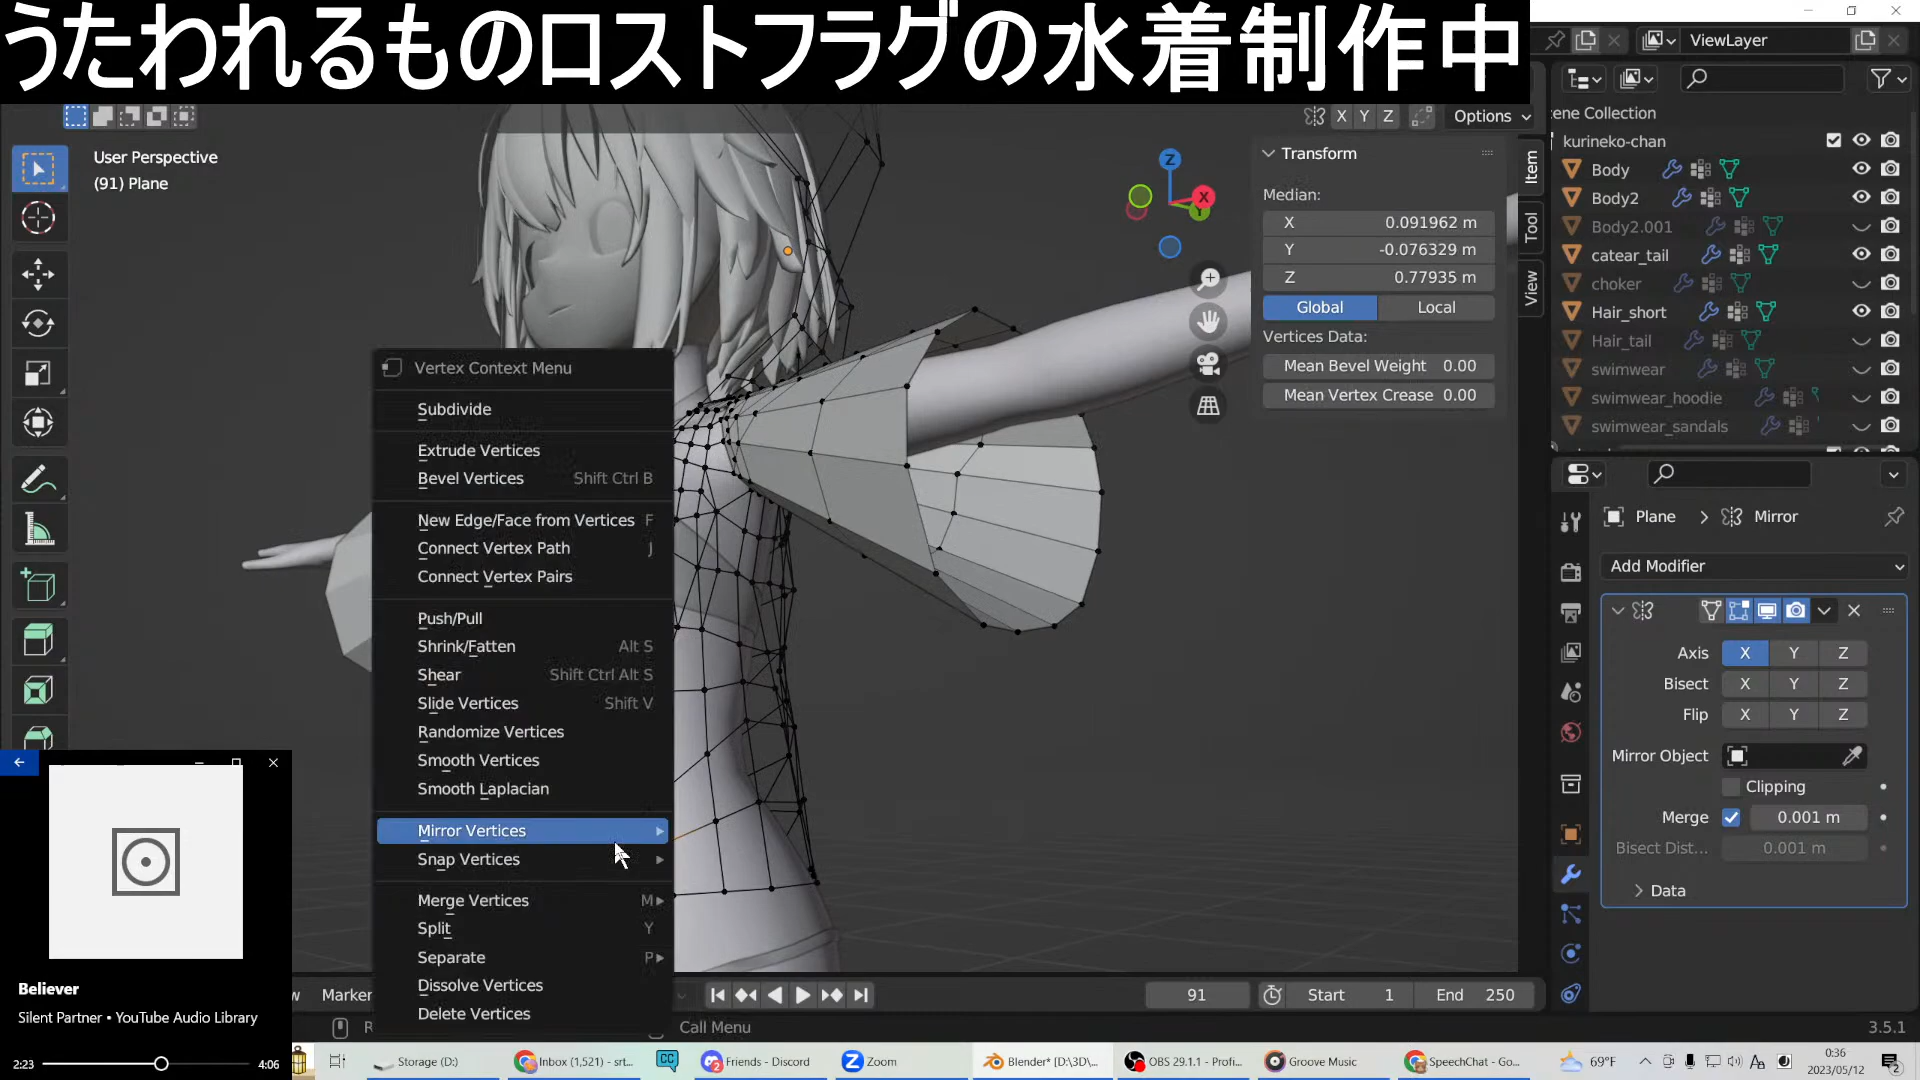 うたわれるものロストフラグの水着制作中
ViewLayer
X Y Z Options
User Perspective
(91) Plane
Z
X
Y
Transform
Median:
X 0.091962 m
Y -0.076329 m
Z 0.77935 m
Global Local
Vertices Data:
Mean Bevel Weight 0.00
Mean Vertex Crease 0.00
Item
Tool
View
cene Collection
kurineko-chan
Body
Body2
Body2.001
catear_tail
choker
Hair_short
Hair_tail
swimwear
swimwear_hoodie
swimwear_sandals
Vertex Context Menu
Subdivide
Extrude Vertices
Bevel Vertices Shift Ctrl B
New Edge/Face from Vertices F
Connect Vertex Path J
Connect Vertex Pairs
Push/Pull
Shrink/Fatten Alt S
Shear Shift Ctrl Alt S
Slide Vertices Shift V
Randomize Vertices
Smooth Vertices
Smooth Laplacian
Mirror Vertices
Snap Vertices
Merge Vertices M
Split Y
Separate P
Dissolve Vertices
Delete Vertices
Plane > Mirror
Add Modifier
Axis X Y Z
Bisect X Y Z
Flip X Y Z
Mirror Object
Clipping
Merge 0.001 m
Bisect Dist... 0.001 m
Data
Believer
Silent Partner • YouTube Audio Library
2:23 4:06
w Marker
91 Start 1 End 250
R Call Menu
3.5.1
Storage (D:)
Inbox (1,521) - srt...
Friends - Discord
Zoom
Blender* [D:\3D\...
OBS 29.1.1 - Profi...
Groove Music
SpeechChat - Go...
69°F
A
0:36
2023/05/12
2